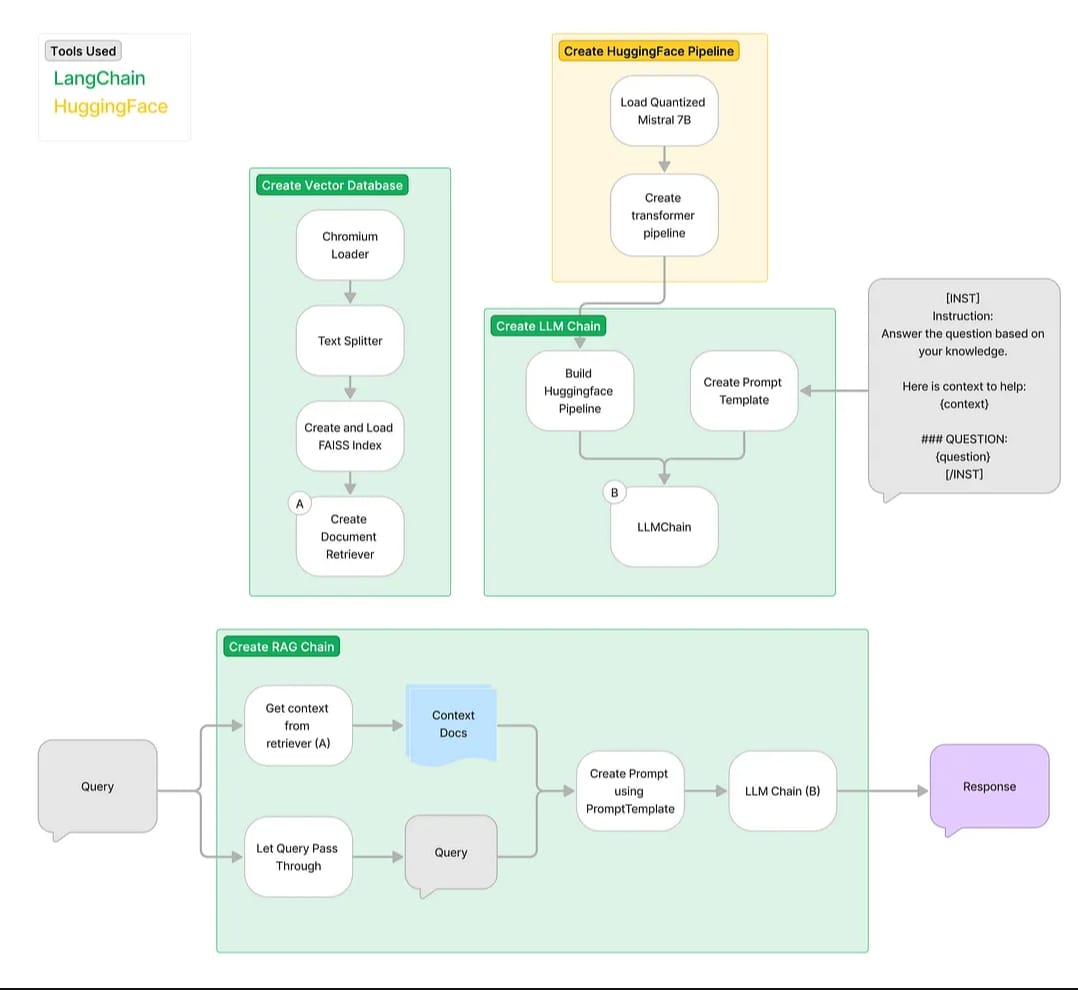 Tools Used
LangChain
HuggingFace
Create HuggingFace Pipeline
Load Quantized
Mistral 7B
Create
transformer
pipeline
Create Vector Database
Chromium
Loader
Text Splitter
Create and Load
FAISS Index
A
Create
Document
Retriever
Create LLM Chain
Build
Huggingface
Pipeline
Create Prompt
Template
B
LLMChain
[INST]
Instruction:
Answer the question based on
your knowledge.
Here is context to help:
{context}
### QUESTION:
{question}
[/INST]
Create RAG Chain
Query
Get context
from
retriever (A)
Context
Docs
Let Query Pass
Through
Query
Create Prompt
using
PromptTemplate
LLM Chain (B)
Response